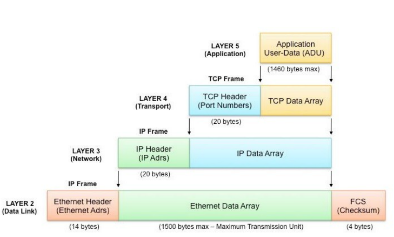 LAYER 5
(Application)
Application
User-Data (ADU)
(1460 bytes max)
TCP Frame
LAYER 4
(Transport)
TCP Header
(Port Numbers)
TCP Data Array
(20 bytes)
IP Frame
LAYER 3
(Network)
IP Header
(IP Adrs)
IP Data Array
(20 bytes)
IP Frame
LAYER 2
(Data Link)
Ethernet Header
(Ethernet Adrs)
Ethernet Data Array
FCS
(Checksum)
(14 bytes)
(1500 bytes max – Maximum Transmission Unit)
(4 bytes)